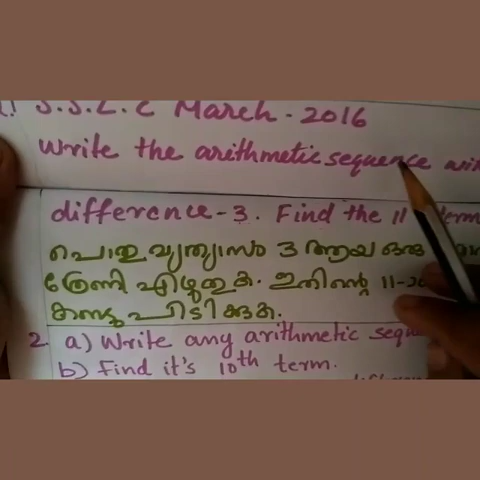 S.S.L.C March - 2016
Write the arithmetic sequence
difference - 3. Find the 11 term
പൊതുവ്യത്യാസം 3 ആയ ഒരു
ശ്രേണി എഴുതുക. ഇതിന്റെ 11-
കണ്ടുപിടിക്കുക.
2 a) Write any arithmetic
b) Find it's 10th term.